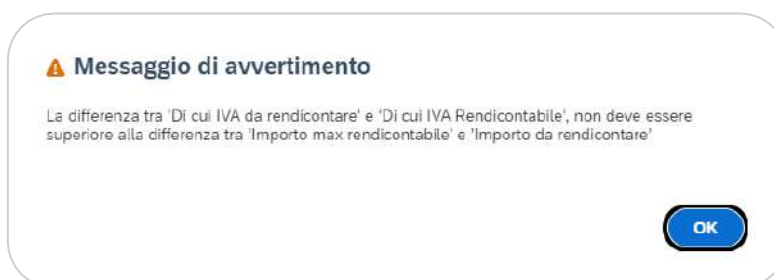 Messaggio di avvertimento
La differenza tra 'Di cui IVA da rendicontare' e 'Di cui IVA Rendicontabile', non deve essere
superiore alla differenza tra 'Importo max rendicontabile' e 'Importo da rendicontare'
OK